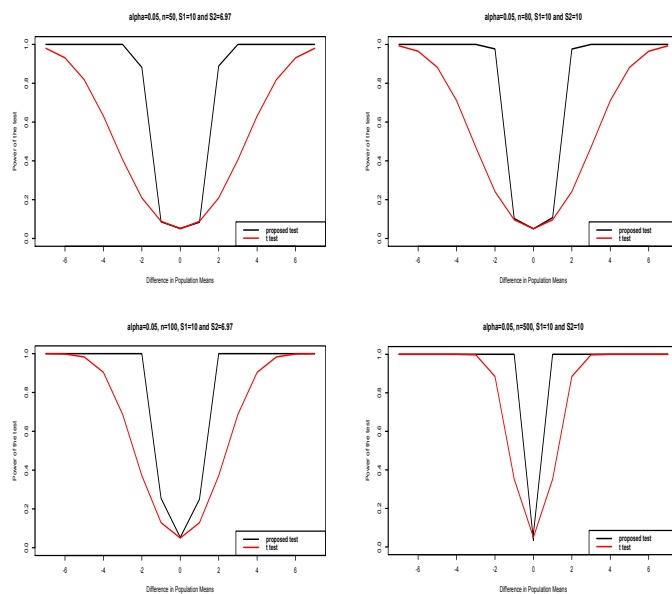 alpha=0.05, n=50, S1=10 and S2=6.97
Power of the test
0.0 0.2 0.4 0.6 0.8 1.0
-6 -4 -2 0 2 4 6
Difference in Population Means
proposed test
t test
alpha=0.05, n=80, S1=10 and S2=10
Power of the test
0.0 0.2 0.4 0.6 0.8 1.0
-6 -4 -2 0 2 4 6
Difference in Population Means
proposed test
t test
alpha=0.05, n=100, S1=10 and S2=6.97
Power of the test
0.0 0.2 0.4 0.6 0.8 1.0
-6 -4 -2 0 2 4 6
Difference in Population Means
proposed test
t test
alpha=0.05, n=500, S1=10 and S2=10
Power of the test
0.0 0.2 0.4 0.6 0.8 1.0
-6 -4 -2 0 2 4 6
Difference in Population Means
proposed test
t test